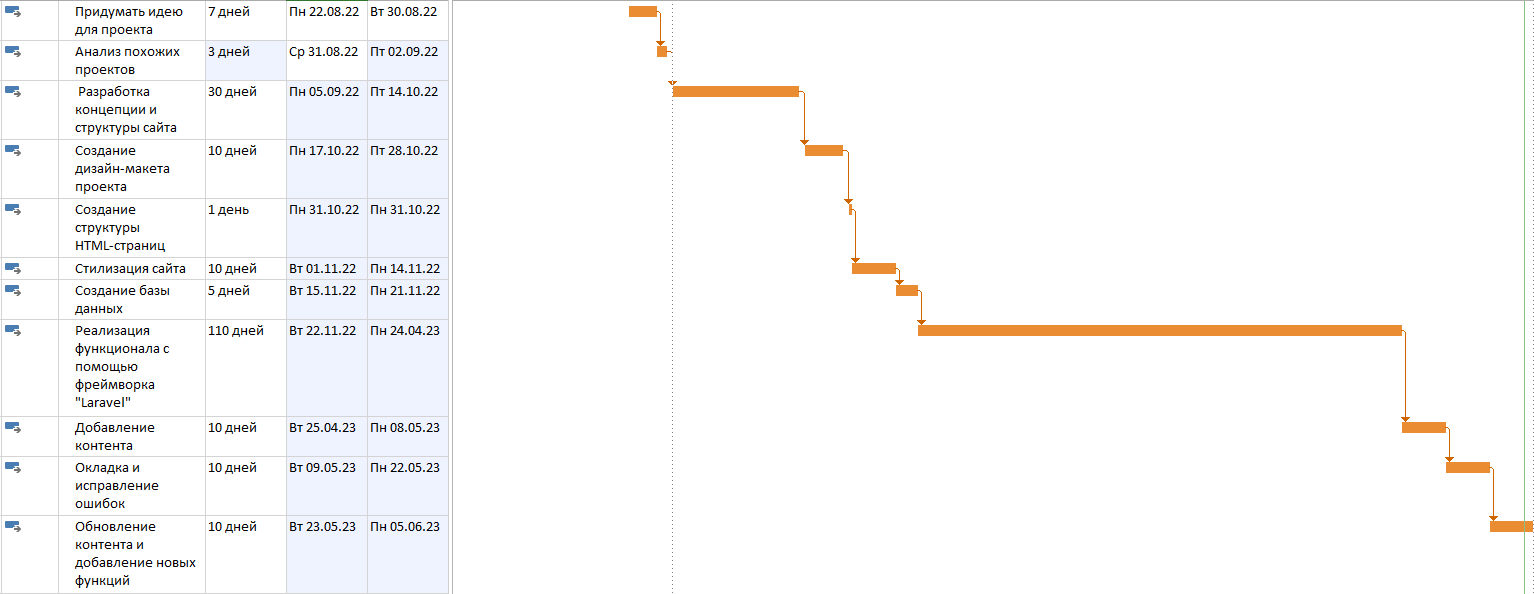 Придумать идею для проекта 7 дней Пн 22.08.22 Вт 30.08.22
Анализ похожих проектов 3 дней Ср 31.08.22 Пт 02.09.22
Разработка концепции и структуры сайта 30 дней Пн 05.09.22 Пт 14.10.22
Создание дизайн-макета проекта 10 дней Пн 17.10.22 Пт 28.10.22
Создание структуры HTML-страниц 1 день Пн 31.10.22 Пн 31.10.22
Стилизация сайта 10 дней Вт 01.11.22 Пн 14.11.22
Создание базы данных 5 дней Вт 15.11.22 Пн 21.11.22
Реализация функционала с помощью фреймворка "Laravel" 110 дней Вт 22.11.22 Пн 24.04.23
Добавление контента 10 дней Вт 25.04.23 Пн 08.05.23
Окладка и исправление ошибок 10 дней Вт 09.05.23 Пн 22.05.23
Обновление контента и добавление новых функций 10 дней Вт 23.05.23 Пн 05.06.23